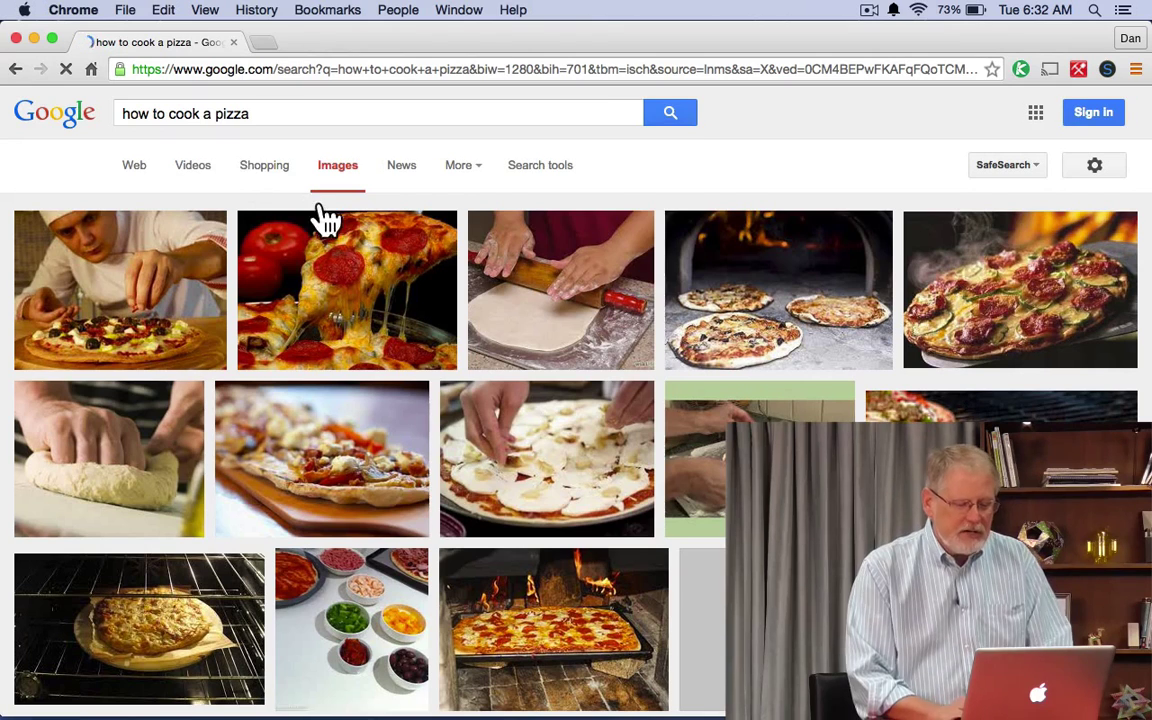 Chrome File Edit View History Bookmarks People Window Help 73% Tue 6:32 AM
how to cook a pizza - Goo Dan
https://www.google.com/search?q=how+to+cook+a+pizza&biw=1280&bih=701&tbm=isch&source=lnms&sa=X&ved=0CM4BEPwFKAFqFQoTCM...
Google how to cook a pizza Sign In
Web Videos Shopping Images News More Search tools SafeSearch